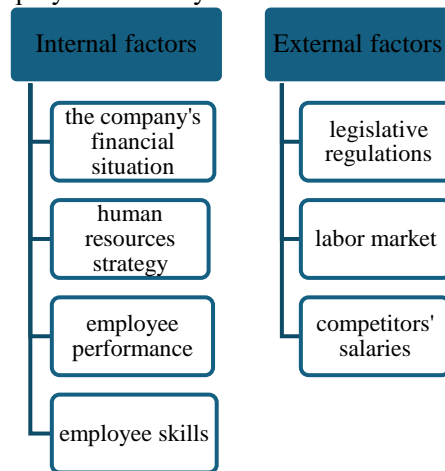 Internal factors
the company's
financial
situation
human
resources
strategy
employee
performance
employee skills
External factors
legislative
regulations
labor market
competitors'
salaries